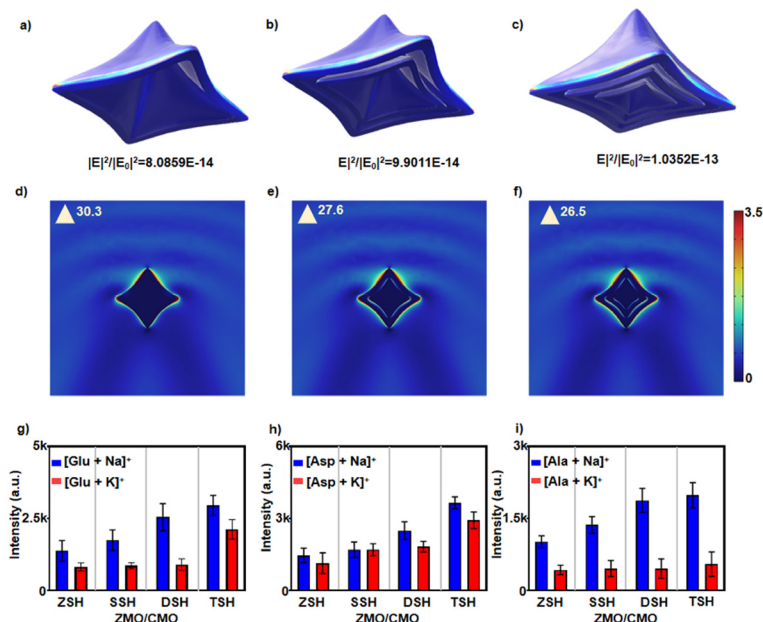 a)
b)
c)
|E|²/|E₀|²=8.0859E-14
E|²/|E₀|²=9.9011E-14
E|²/|E₀|²=1.0352E-13
d)
e)
f)
30.3
27.6
26.5
3.5
0
g)
5k
2.5k
0
Intensity (a.u.)
[Glu + Na]⁺
[Glu + K]⁺
ZSH SSH DSH TSH
ZMO/CMO
h)
6k
3k
0
Intensity (a.u.)
[Asp + Na]⁺
[Asp + K]⁺
ZSH SSH DSH TSH
ZMO/CMO
i)
3k
1.5k
0
Intensity (a.u.)
[Ala + Na]⁺
[Ala + K]⁺
ZSH SSH DSH TSH
ZMO/CMO